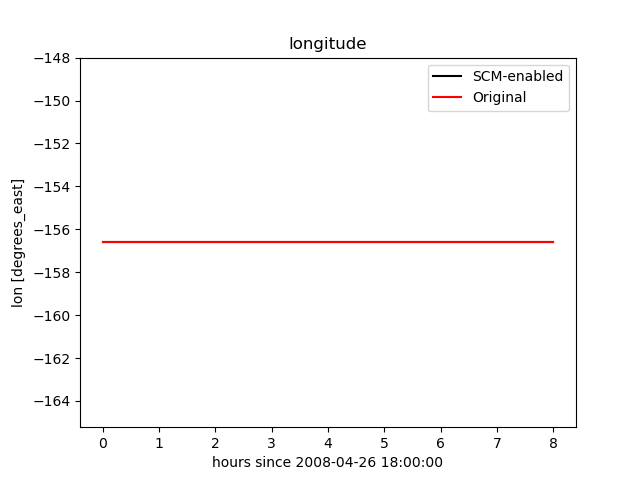 longitude
SCM-enabled
Original
−148
−150
−152
−154
−156
−158
−160
−162
−164
lon [degrees_east]
0 1 2 3 4 5 6 7 8
hours since 2008-04-26 18:00:00